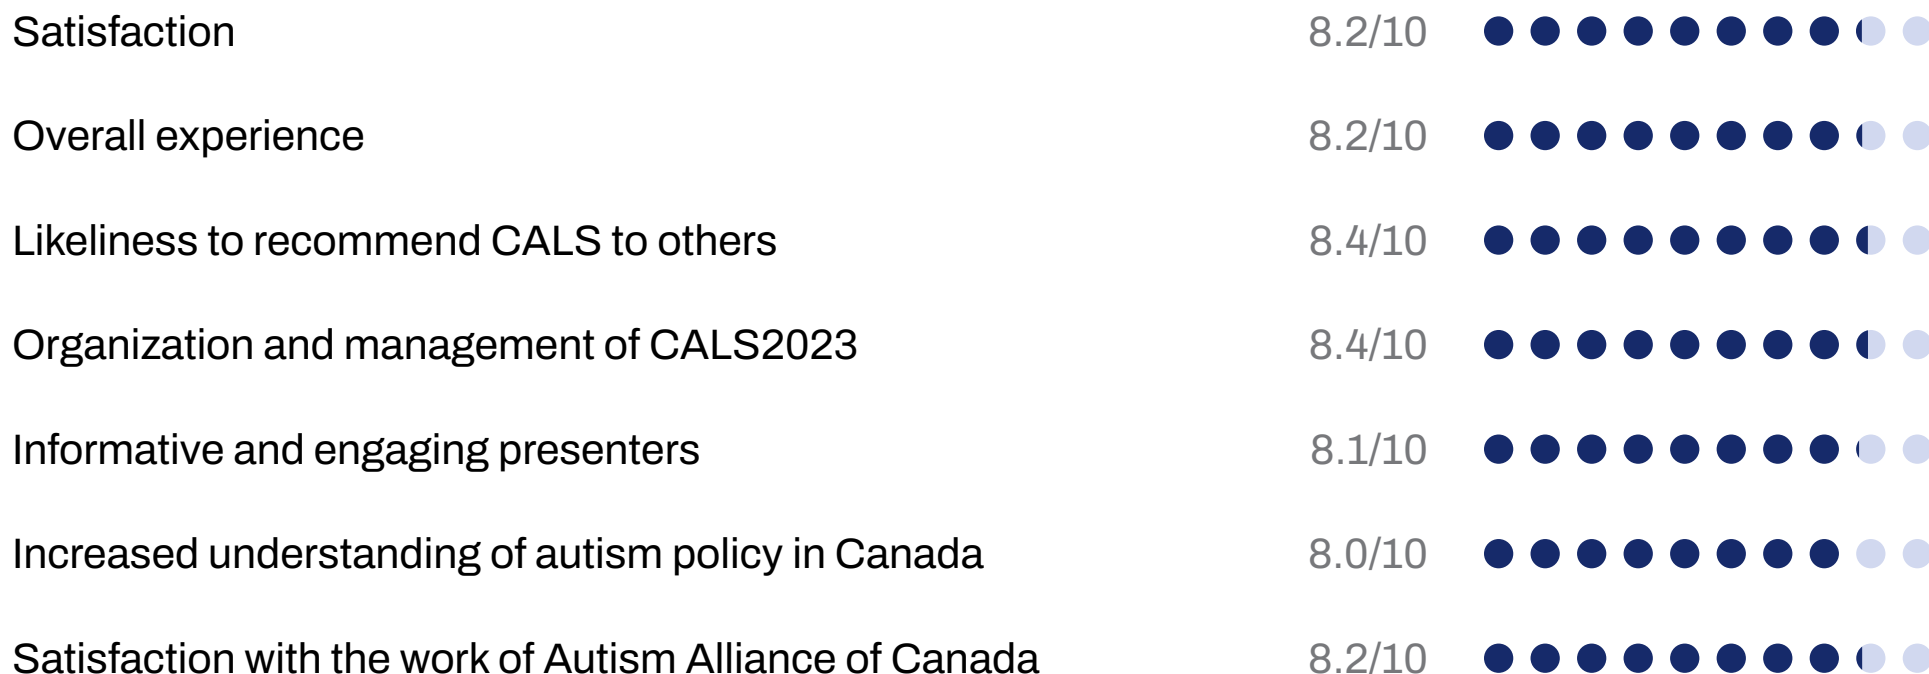 Satisfaction 8.2/10
Overall experience 8.2/10
Likeliness to recommend CALS to others 8.4/10
Organization and management of CALS2023 8.4/10
Informative and engaging presenters 8.1/10
Increased understanding of autism policy in Canada 8.0/10
Satisfaction with the work of Autism Alliance of Canada 8.2/10